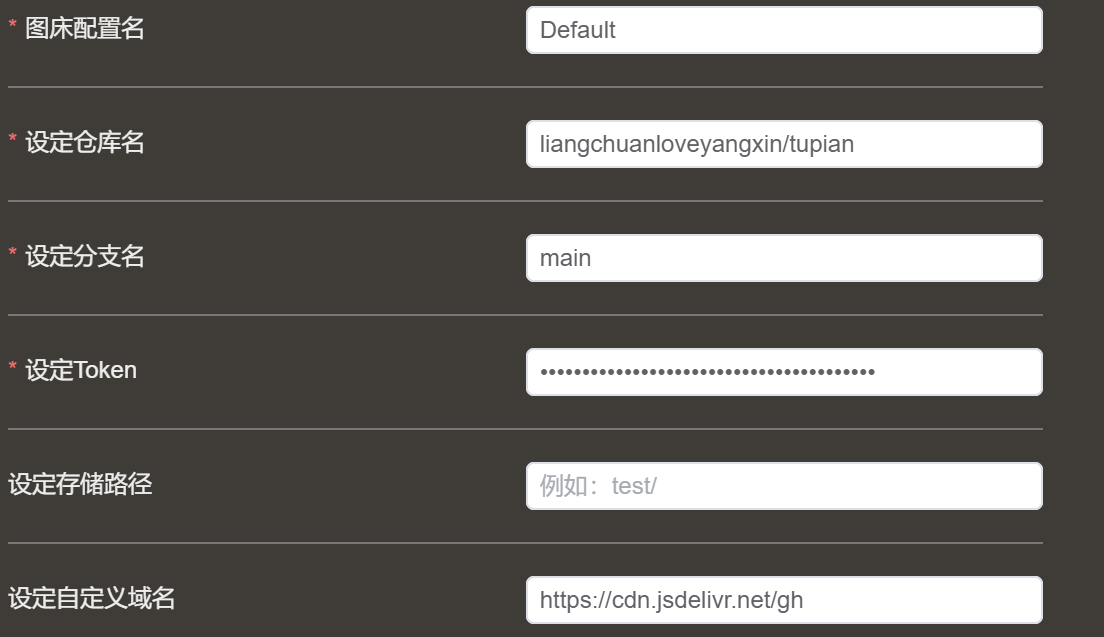 * 图床配置名
Default
* 设定仓库名
liangchuanloveyangxin/tupian
* 设定分支名
main
* 设定Token
••••••••••••••••••••••••••••••••••••••••
设定存储路径
例如：test/
设定自定义域名
https://cdn.jsdelivr.net/gh